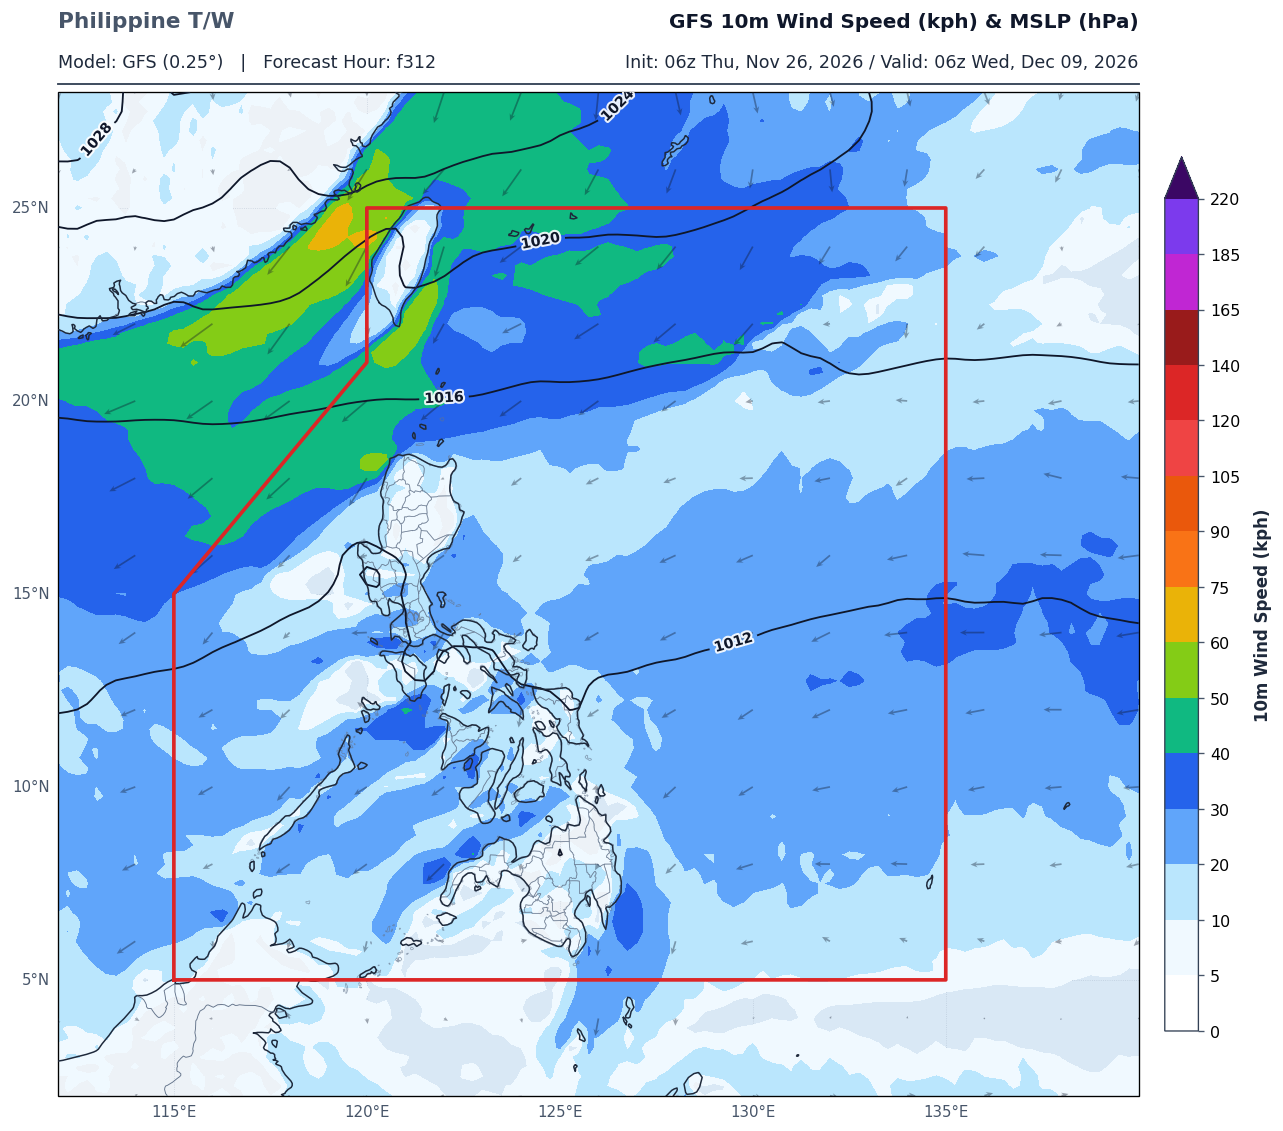 Philippine T/W
GFS 10m Wind Speed (kph) & MSLP (hPa)
Model: GFS (0.25°)   |   Forecast Hour: f312
Init: 06z Thu, Nov 26, 2026 / Valid: 06z Wed, Dec 09, 2026
1028
1024
1020
1016
1012
25°N
20°N
15°N
10°N
5°N
115°E
120°E
125°E
130°E
135°E
220
185
165
140
120
105
90
75
60
50
40
30
20
10
5
0
10m Wind Speed (kph)